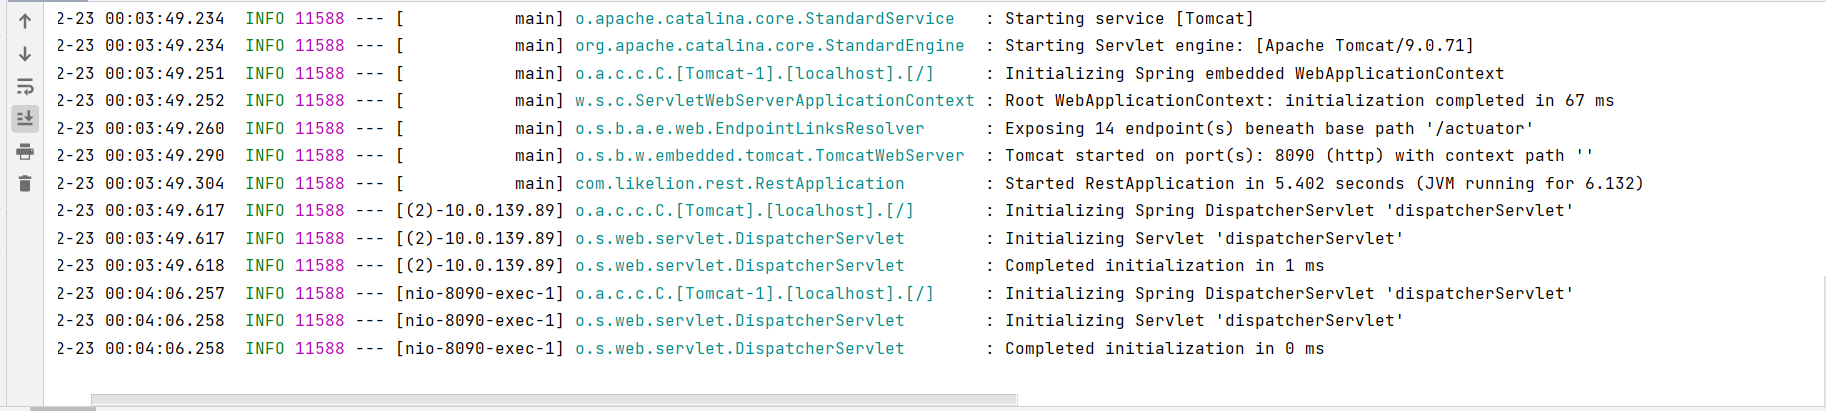 2-23 00:03:49.234  INFO 11588 --- [           main] o.apache.catalina.core.StandardService   : Starting service [Tomcat]
2-23 00:03:49.234  INFO 11588 --- [           main] org.apache.catalina.core.StandardEngine  : Starting Servlet engine: [Apache Tomcat/9.0.71]
2-23 00:03:49.251  INFO 11588 --- [           main] o.a.c.c.C.[Tomcat-1].[localhost].[/]     : Initializing Spring embedded WebApplicationContext
2-23 00:03:49.252  INFO 11588 --- [           main] w.s.c.ServletWebServerApplicationContext : Root WebApplicationContext: initialization completed in 67 ms
2-23 00:03:49.260  INFO 11588 --- [           main] o.s.b.a.e.web.EndpointLinksResolver      : Exposing 14 endpoint(s) beneath base path '/actuator'
2-23 00:03:49.290  INFO 11588 --- [           main] o.s.b.w.embedded.tomcat.TomcatWebServer  : Tomcat started on port(s): 8090 (http) with context path ''
2-23 00:03:49.304  INFO 11588 --- [           main] com.likelion.rest.RestApplication        : Started RestApplication in 5.402 seconds (JVM running for 6.132)
2-23 00:03:49.617  INFO 11588 --- [(2)-10.0.139.89] o.a.c.c.C.[Tomcat].[localhost].[/]       : Initializing Spring DispatcherServlet 'dispatcherServlet'
2-23 00:03:49.617  INFO 11588 --- [(2)-10.0.139.89] o.s.web.servlet.DispatcherServlet        : Initializing Servlet 'dispatcherServlet'
2-23 00:03:49.618  INFO 11588 --- [(2)-10.0.139.89] o.s.web.servlet.DispatcherServlet        : Completed initialization in 1 ms
2-23 00:04:06.257  INFO 11588 --- [nio-8090-exec-1] o.a.c.c.C.[Tomcat-1].[localhost].[/]     : Initializing Spring DispatcherServlet 'dispatcherServlet'
2-23 00:04:06.258  INFO 11588 --- [nio-8090-exec-1] o.s.web.servlet.DispatcherServlet        : Initializing Servlet 'dispatcherServlet'
2-23 00:04:06.258  INFO 11588 --- [nio-8090-exec-1] o.s.web.servlet.DispatcherServlet        : Completed initialization in 0 ms